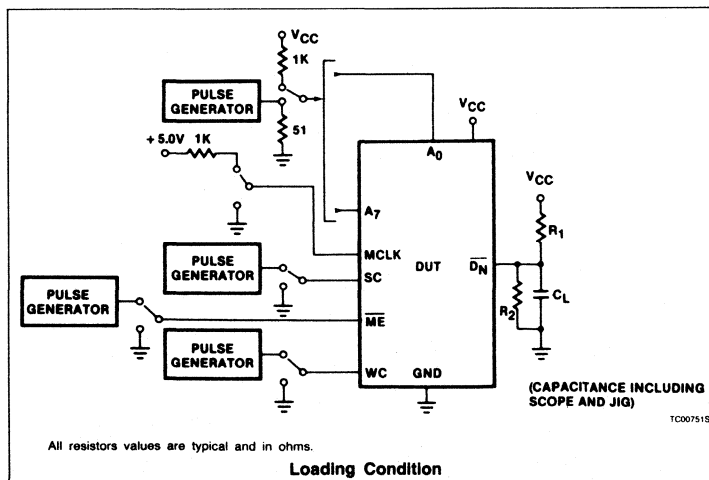 VCC
1K
PULSE
GENERATOR
51
+ 5.0V 1K
VCC
A0
VCC
A7
R1
MCLK
DUT
DN
PULSE
GENERATOR
SC
CL
R2
PULSE
GENERATOR
ME
PULSE
GENERATOR
WC
GND
(CAPACITANCE INCLUDING
SCOPE AND JIG)
TC00751S
All resistors values are typical and in ohms.
Loading Condition